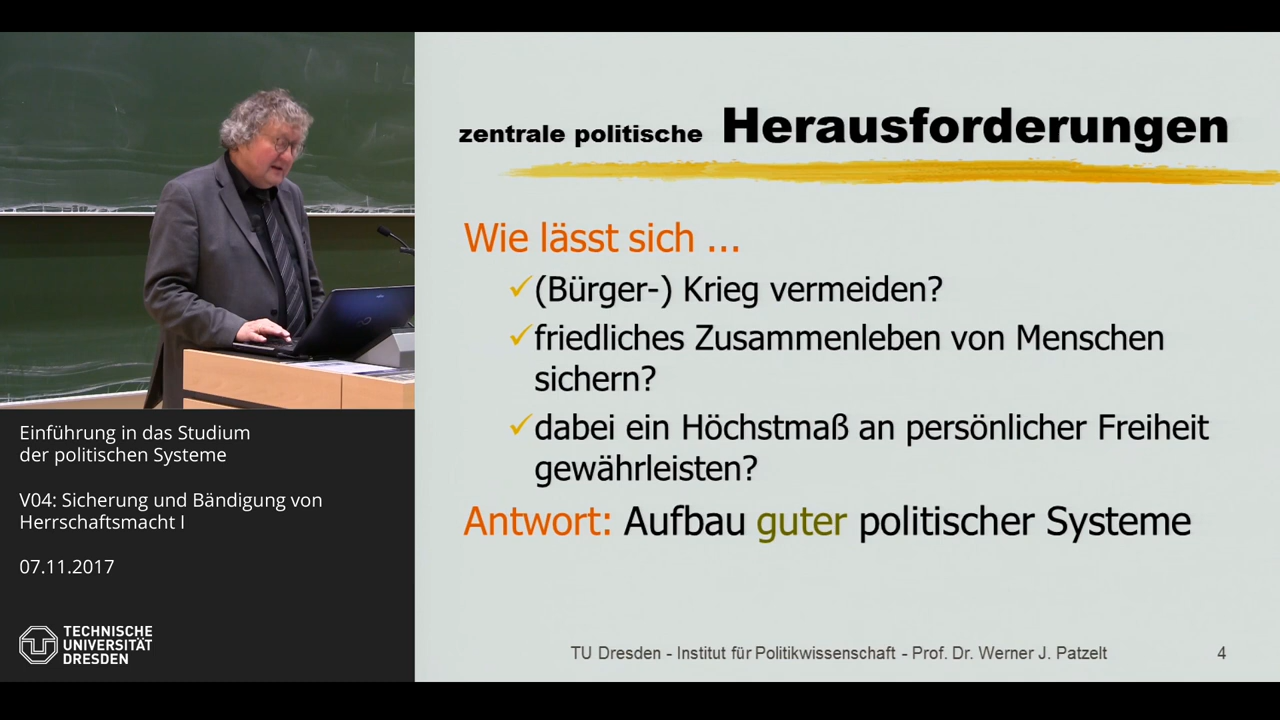 zentrale politische Herausforderungen
Wie lässt sich ...
(Bürger-) Krieg vermeiden?
friedliches Zusammenleben von Menschen
sichern?
dabei ein Höchstmaß an persönlicher Freiheit
gewährleisten?
Antwort: Aufbau guter politischer Systeme
TU Dresden - Institut für Politikwissenschaft - Prof. Dr. Werner J. Patzelt 4
Einführung in das Studium
der politischen Systeme
V04: Sicherung und Bändigung von
Herrschaftsmacht I
07.11.2017
TECHNISCHE
UNIVERSITÄT
DRESDEN